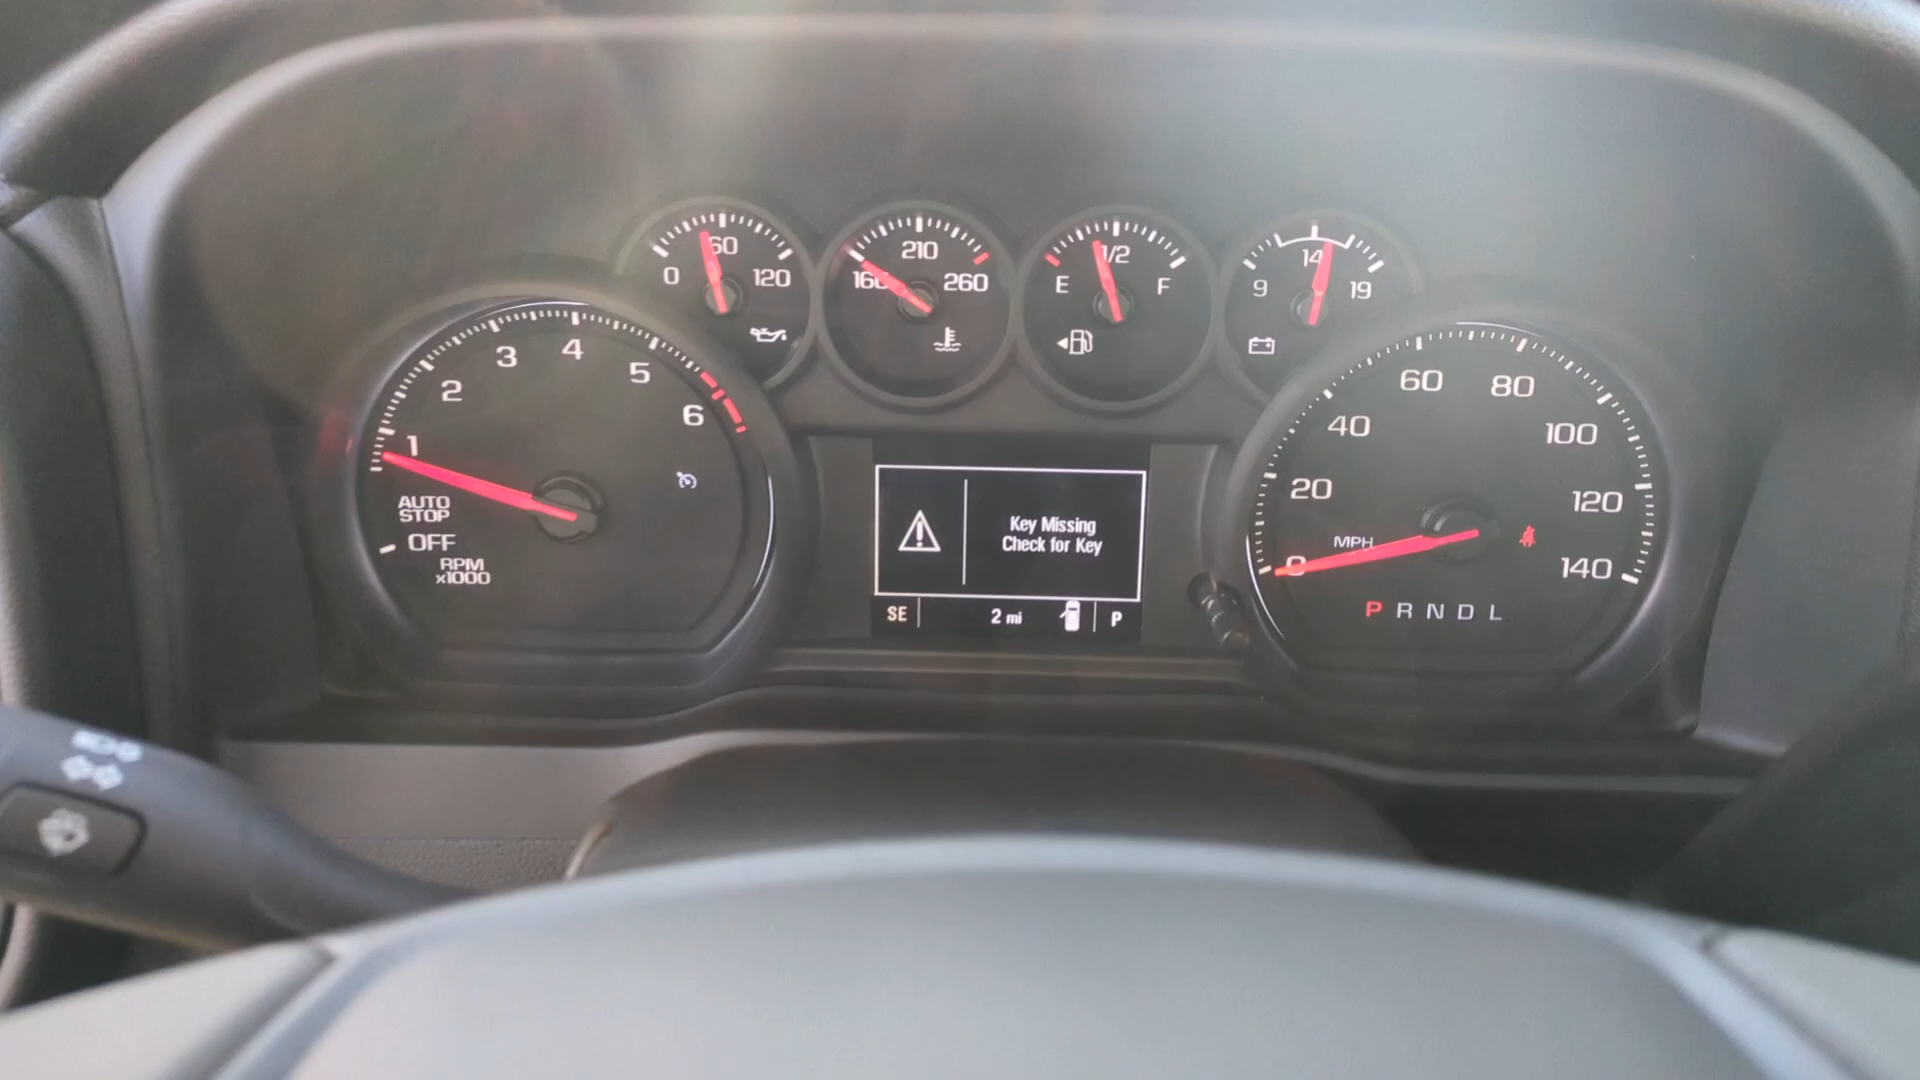 0 60 120
160 210 260
E 1/2 F
9 14 19
1 2 3 4 5 6
AUTO
STOP
OFF
RPM
x1000
Key Missing
Check for Key
SE 2 mi P
0 20 40 60 80 100 120 140
MPH
P R N D L